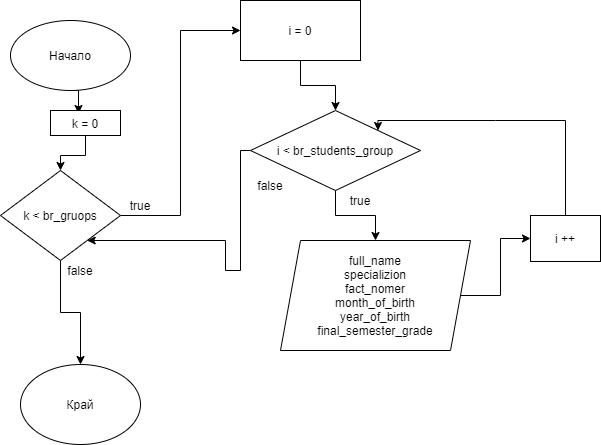 Начало
i = 0
k = 0
i < br_students_group
k < br_gruops
true
false
true
false
i ++
full_name
specializion
fact_nomer
month_of_birth
year_of_birth
final_semester_grade
Край